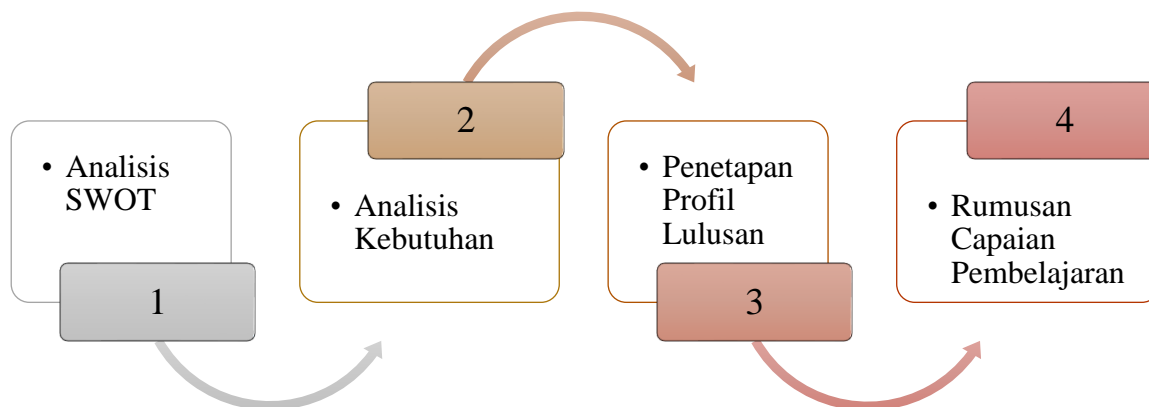 • Analisis
SWOT
1
2
• Analisis
Kebutuhan
• Penetapan
Profil
Lulusan
3
4
• Rumusan
Capaian
Pembelajaran